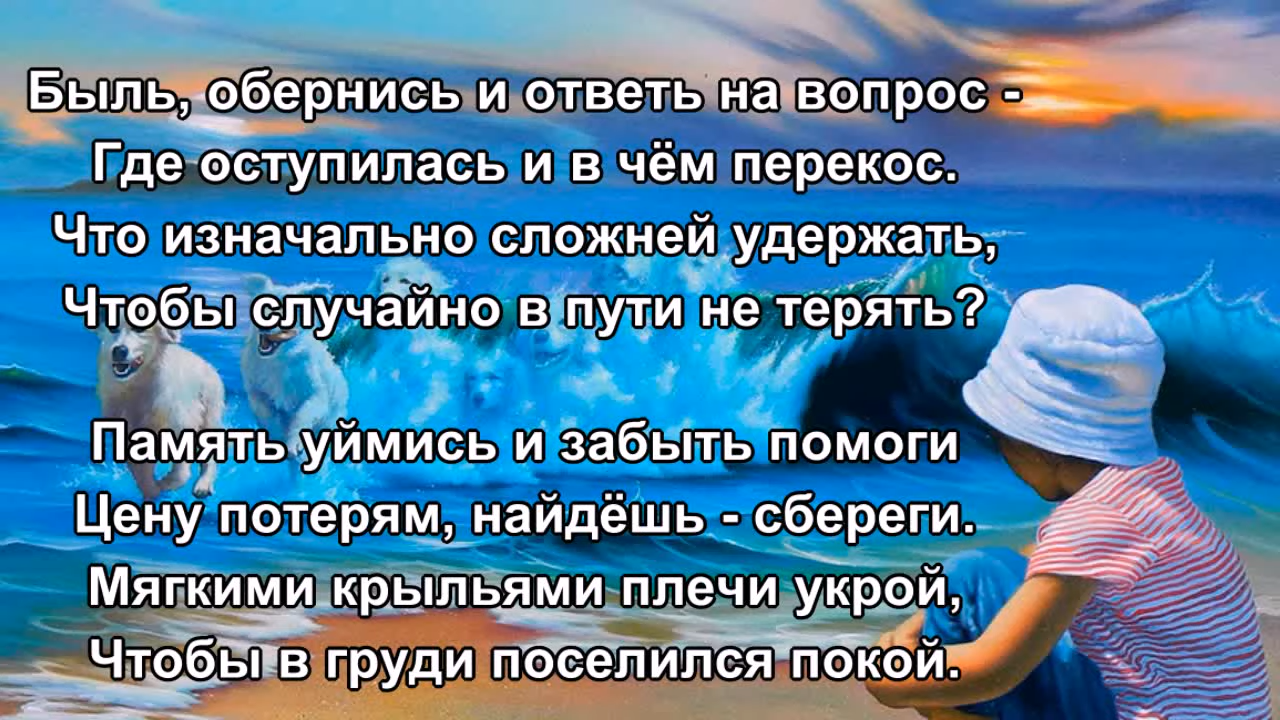 Быль, обернись и ответь на вопрос -
Где оступилась и в чём перекос.
Что изначально сложней удержать,
Чтобы случайно в пути не терять?
Память уймись и забыть помоги
Цену потерям, найдёшь - сбереги.
Мягкими крыльями плечи укрой,
Чтобы в груди поселился покой.